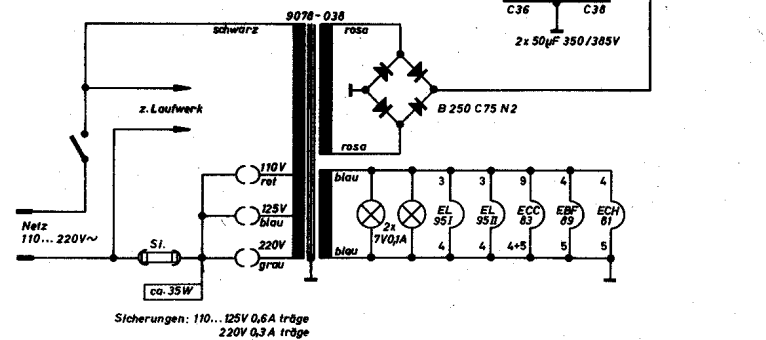 C36 C38
2x 50µF 350/385V
9078-038
schwarz
rosa
z. Laufwerk
B 250 C75 N2
rosa
110V
rot
blau
3 3 9 4 4
125V
blau
EL
95I
EL
95II
ECC
83
EBF
89
ECH
81
2x
7V0,1A
Netz
110...220V~
Si.
220V
grau
blau
4 4 4+5 5 5
ca. 35W
Sicherungen: 110...125V 0,6A träge
220V 0,3A träge